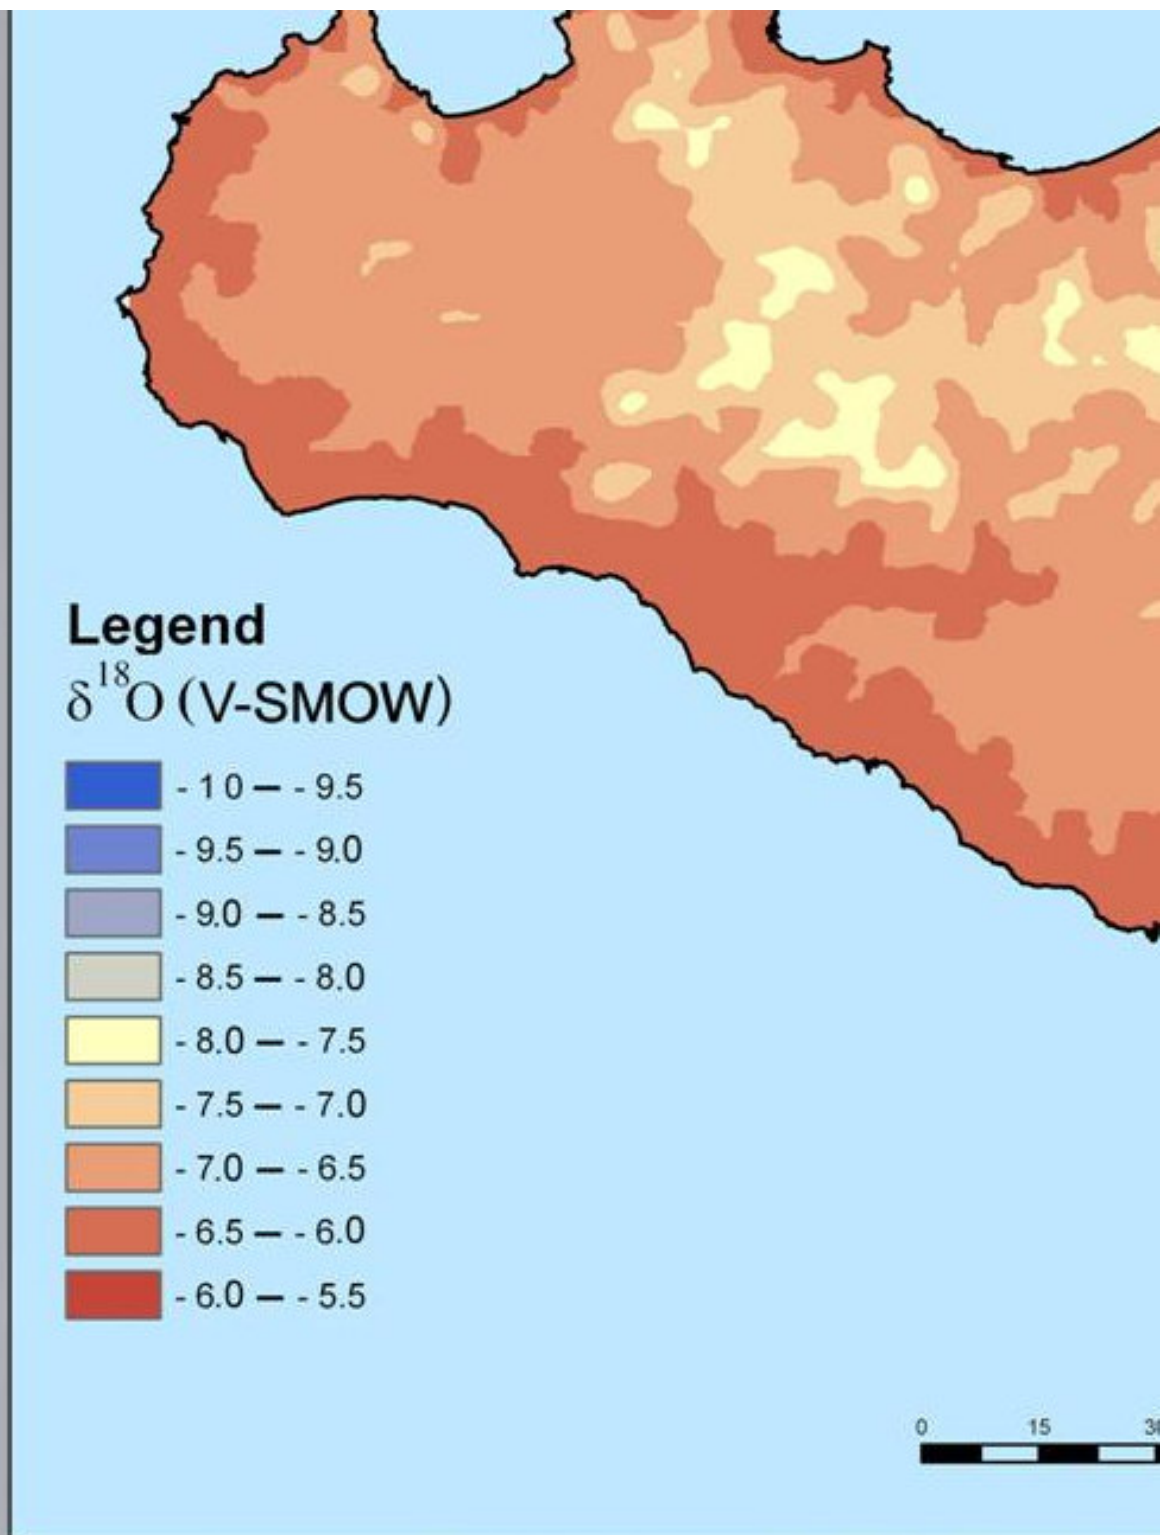 Legend
δ¹⁸O (V-SMOW)
- 10 — - 9.5
- 9.5 — - 9.0
- 9.0 — - 8.5
- 8.5 — - 8.0
- 8.0 — - 7.5
- 7.5 — - 7.0
- 7.0 — - 6.5
- 6.5 — - 6.0
- 6.0 — - 5.5
0 15